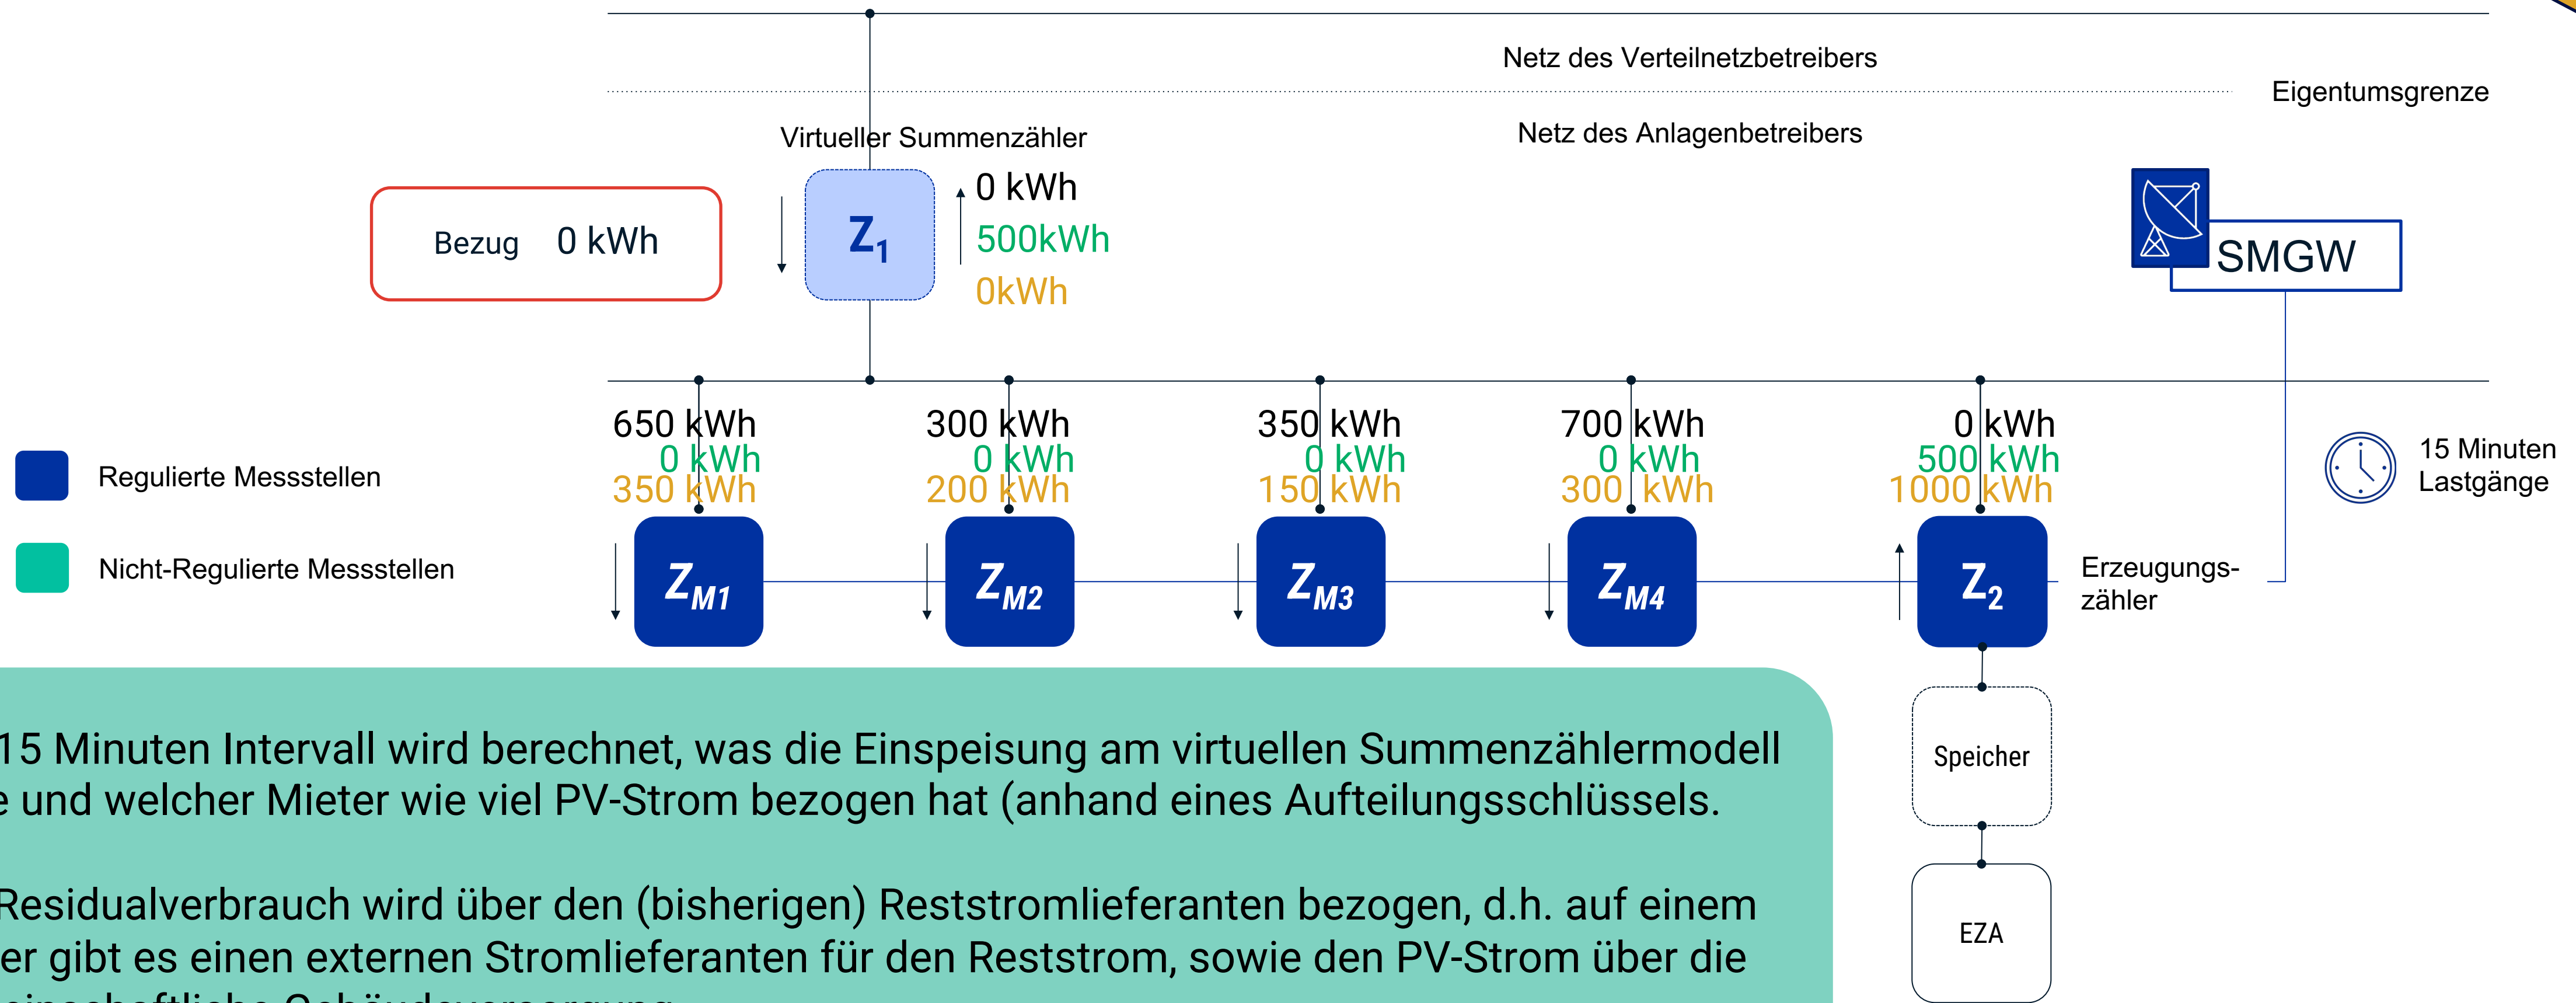 Netz des Verteilnetzbetreibers
Eigentumsgrenze
Virtueller Summenzähler
Netz des Anlagenbetreibers
Bezug 0 kWh
Z1
0 kWh
500kWh
0kWh
SMGW
650 kWh
0 kWh
350 kWh
300 kWh
0 kWh
200 kWh
350 kWh
0 kWh
150 kWh
700 kWh
0 kWh
300 kWh
0 kWh
500 kWh
1000 kWh
15 Minuten
Lastgänge
Regulierte Messstellen
Nicht-Regulierte Messstellen
ZM1
ZM2
ZM3
ZM4
Z2
Erzeugungs-
zähler
15 Minuten Intervall wird berechnet, was die Einspeisung am virtuellen Summenzählermodell
e und welcher Mieter wie viel PV-Strom bezogen hat (anhand eines Aufteilungsschlüssels.
Residualverbrauch wird über den (bisherigen) Reststromlieferanten bezogen, d.h. auf einem
er gibt es einen externen Stromlieferanten für den Reststrom, sowie den PV-Strom über die
Speicher
EZA